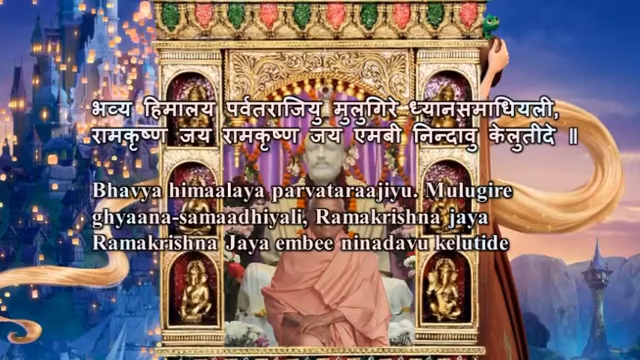 भव्य हिमालय पर्वतराजियु मुलुगिरे ध्यानसमाधियली,
रामकृष्ण जय रामकृष्ण जय एमबी निन्दावु केलुतीदे ॥
Bhavya himaalaya parvataraajiyu, Mulugire
ghyaana-samaadhiyali, Ramakrishna jaya
Ramakrishna Jaya embee ninadavu kelutide